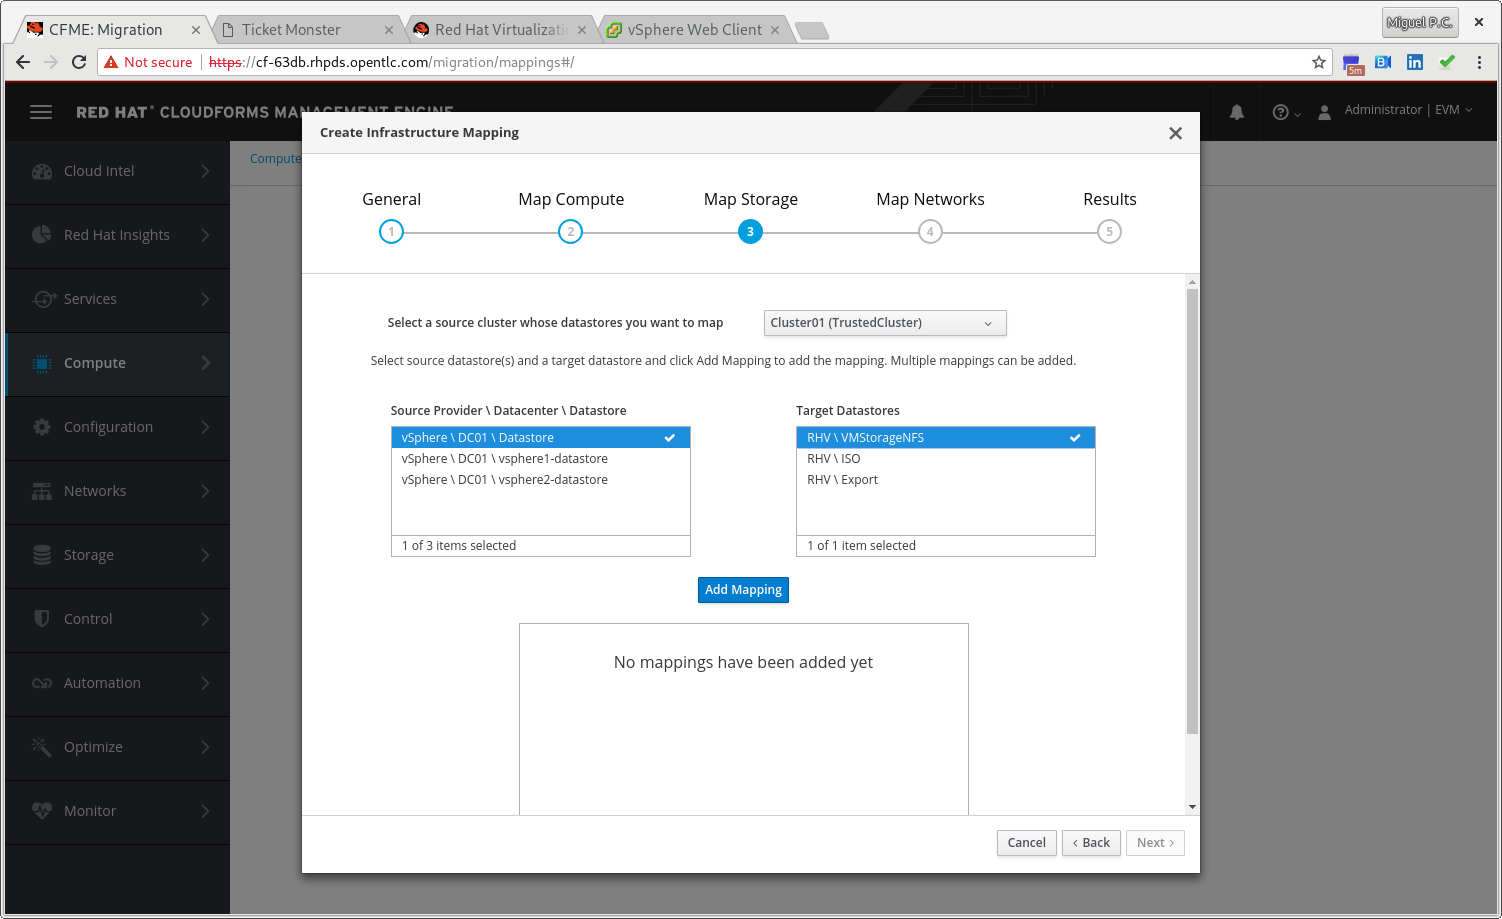 CFME: Migration
Ticket Monster
Red Hat Virtualizati
vSphere Web Client
Miguel P.C.
Not secure
https://cf-63db.rhpds.opentlc.com/migration/mappings#/
5m
RED HAT® CLOUDFORMS MANAGEMENT ENGINE
Administrator | EVM
Cloud Intel
Red Hat Insights
Services
Compute
Configuration
Networks
Storage
Control
Automation
Optimize
Monitor
Compute
Create Infrastructure Mapping
General
Map Compute
Map Storage
Map Networks
Results
1
2
3
4
5
Select a source cluster whose datastores you want to map
Cluster01 (TrustedCluster)
Select source datastore(s) and a target datastore and click Add Mapping to add the mapping. Multiple mappings can be added.
Source Provider \ Datacenter \ Datastore
vSphere \ DC01 \ Datastore
vSphere \ DC01 \ vsphere1-datastore
vSphere \ DC01 \ vsphere2-datastore
1 of 3 items selected
Target Datastores
RHV \ VMStorageNFS
RHV \ ISO
RHV \ Export
1 of 1 item selected
Add Mapping
No mappings have been added yet
Cancel
‹ Back
Next ›